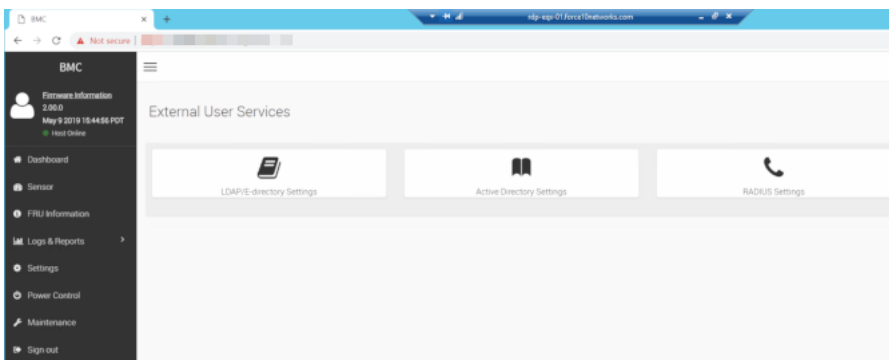 BMC
rdp-eqx-01.force10networks.com
Not secure
BMC
Firmware Information
2.00.0
May 9 2019 15:44:56 PDT
Host Online
External User Services
LDAP/E-directory Settings
Active Directory Settings
RADIUS Settings
Dashboard
Sensor
FRU Information
Logs & Reports
Settings
Power Control
Maintenance
Sign out